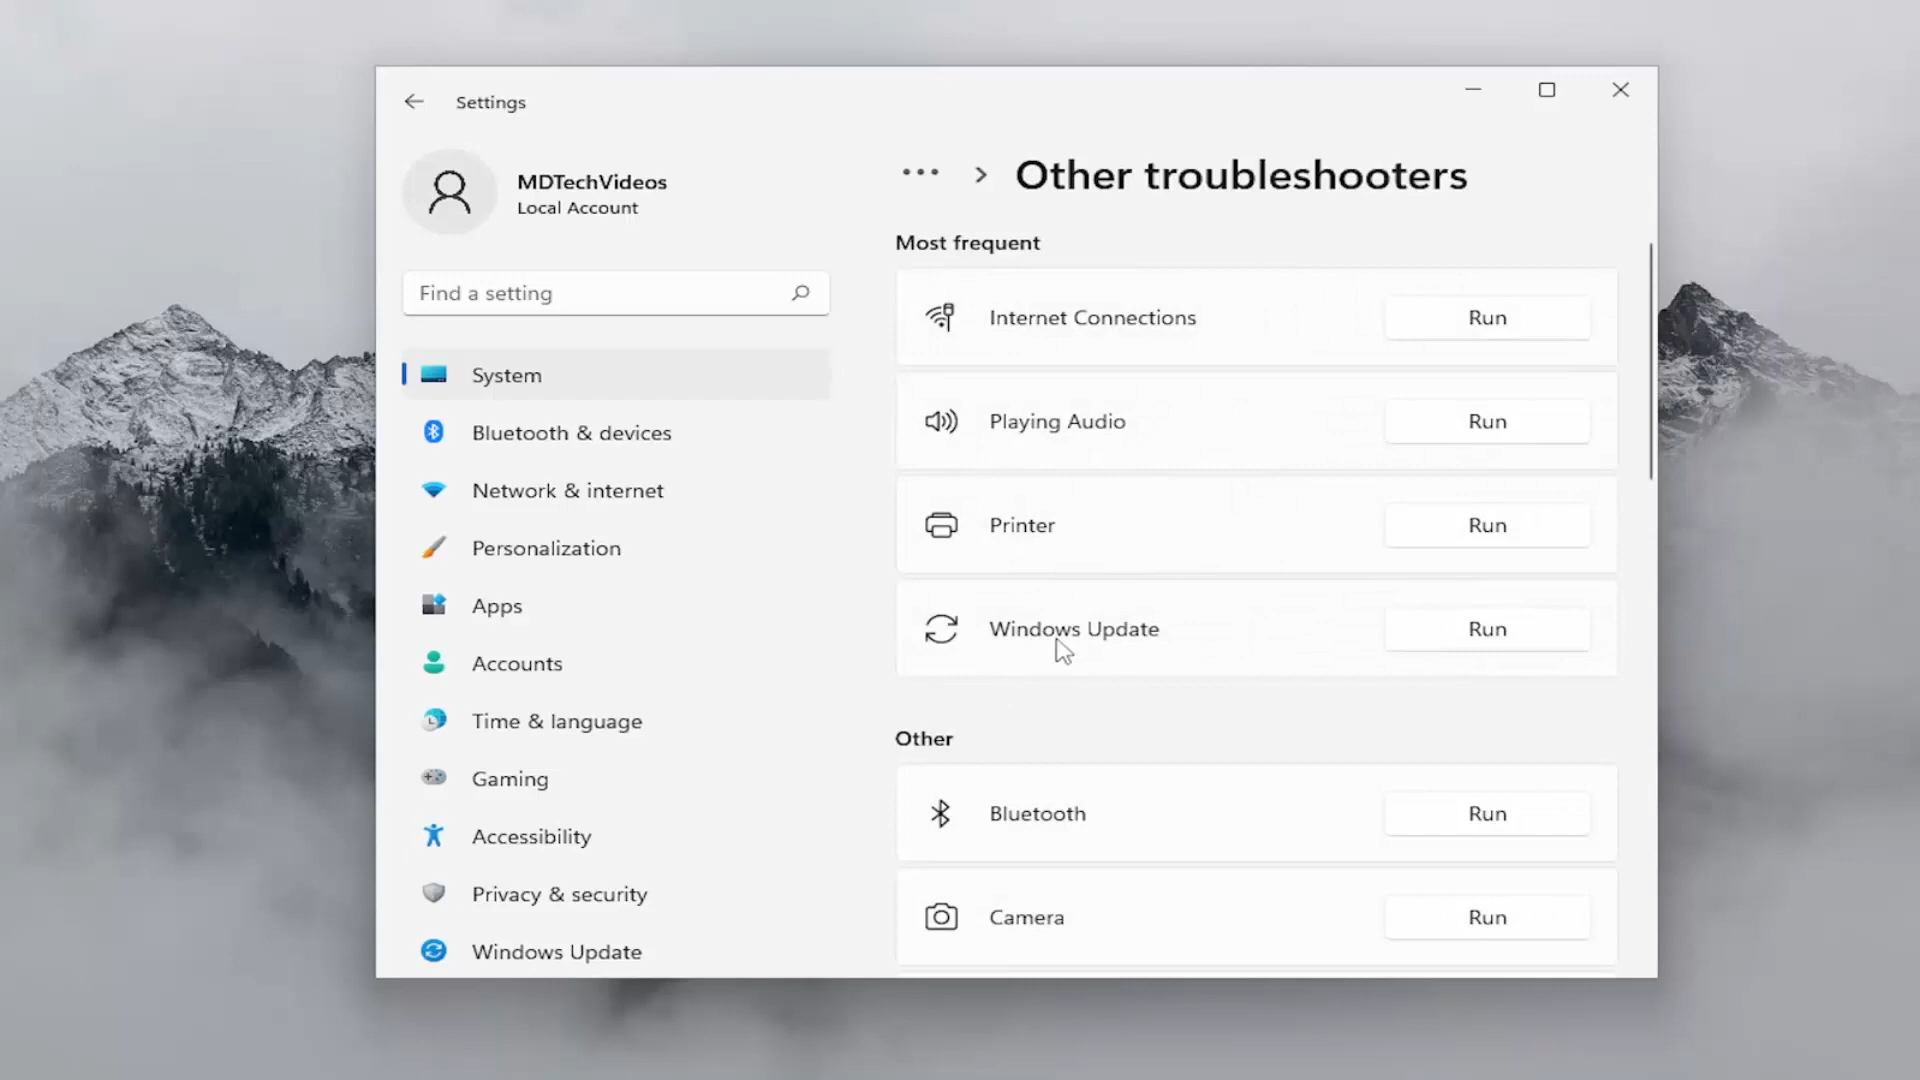 Settings
MDTechVideos
Local Account
Find a setting
System
Bluetooth & devices
Network & internet
Personalization
Apps
Accounts
Time & language
Gaming
Accessibility
Privacy & security
Windows Update
... > Other troubleshooters
Most frequent
Internet Connections Run
Playing Audio Run
Printer Run
Windows Update Run
Other
Bluetooth Run
Camera Run